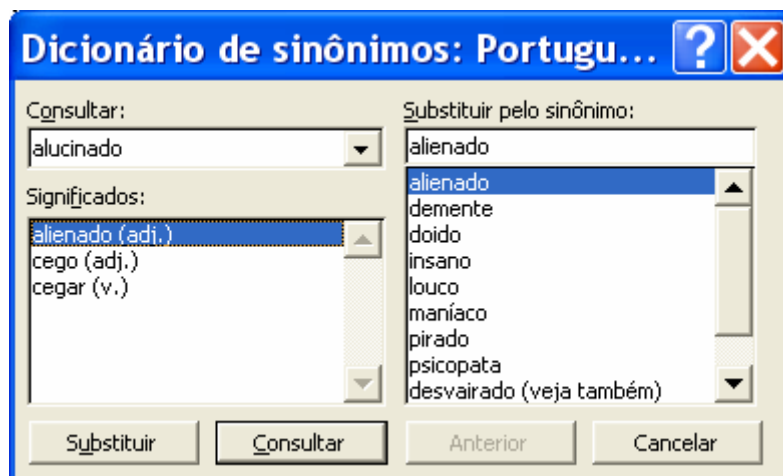 Dicionário de sinônimos: Portugu...
Consultar:
alucinado
Significados:
alienado (adj.)
cego (adj.)
cegar (v.)
Substituir pelo sinônimo:
alienado
alienado
demente
doido
insano
louco
maníaco
pirado
psicopata
desvairado (veja também)
Substituir
Consultar
Anterior
Cancelar